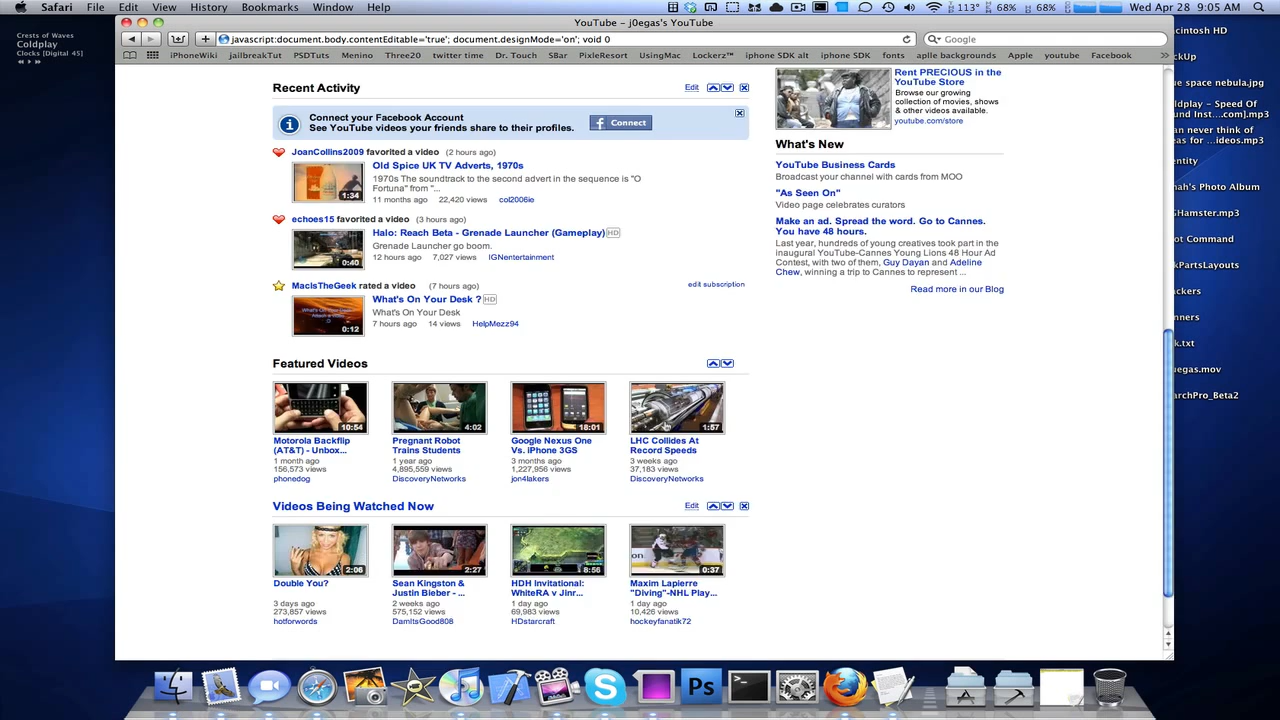 Safari File Edit View History Bookmarks Window Help
113° 68% 68% Wed Apr 28 9:05 AM
Crests of Waves
Coldplay
Clocks [Digital 45]
YouTube - j0egas's YouTube
javascript:document.body.contentEditable='true'; document.designMode='on'; void 0
Google
iPhoneWiki jailbreakTut PSDTuts Menino Three20 twitter time Dr. Touch SBar PixleResort UsingMac Lockerz™ iphone SDK alt iphone SDK fonts aplle backgrounds Apple youtube Facebook
Recent Activity
Edit
Connect your Facebook Account
See YouTube videos your friends share to their profiles.
Connect
JoanCollins2009 favorited a video (2 hours ago)
Old Spice UK TV Adverts, 1970s
1970s The soundtrack to the second advert in the sequence is "O
Fortuna" from "...
11 months ago 22,420 views col2006ie
1:34
echoes15 favorited a video (3 hours ago)
Halo: Reach Beta - Grenade Launcher (Gameplay) HD
Grenade Launcher go boom.
12 hours ago 7,027 views IGNentertainment
0:40
MacIsTheGeek rated a video (7 hours ago)
edit subscription
What's On Your Desk ? HD
What's On Your Desk
7 hours ago 14 views HelpMezz94
0:12
Featured Videos
10:54 4:02 18:01 1:57
Motorola Backflip
(AT&T) - Unbox...
1 month ago
156,573 views
phonedog
Pregnant Robot
Trains Students
1 year ago
4,895,559 views
DiscoveryNetworks
Google Nexus One
Vs. iPhone 3GS
3 months ago
1,227,956 views
jon4lakers
LHC Collides At
Record Speeds
3 weeks ago
37,183 views
DiscoveryNetworks
Videos Being Watched Now
Edit
2:06 2:27 8:56 0:37
Double You?
3 days ago
273,857 views
hotforwords
Sean Kingston &
Justin Bieber - ...
2 weeks ago
575,152 views
DamItsGood808
HDH Invitational:
WhiteRA v Jinr...
1 day ago
69,983 views
HDstarcraft
Maxim Lapierre
"Diving"-NHL Play...
1 day ago
10,426 views
hockeyfanatik72
Rent PRECIOUS in the
YouTube Store
Browse our growing
collection of movies, shows
& other videos available.
youtube.com/store
What's New
YouTube Business Cards
Broadcast your channel with cards from MOO
"As Seen On"
Video page celebrates curators
Make an ad. Spread the word. Go to Cannes.
You have 48 hours.
Last year, hundreds of young creatives took part in the
inaugural YouTube-Cannes Young Lions 48 Hour Ad
Contest, with two of them, Guy Dayan and Adeline
Chew, winning a trip to Cannes to represent ...
Read more in our Blog
intosh HD
ckUp
ue space nebula.jpg
oldplay - Speed Of
und Inst...com].mp3
an never think of
r ideas for ...ideos.mp3
entity
nah's Photo Album
GHamster.mp3
ot Command
kPartsLayouts
ckers
nners
k.txt
uegas.mov
archPro_Beta2
Ps